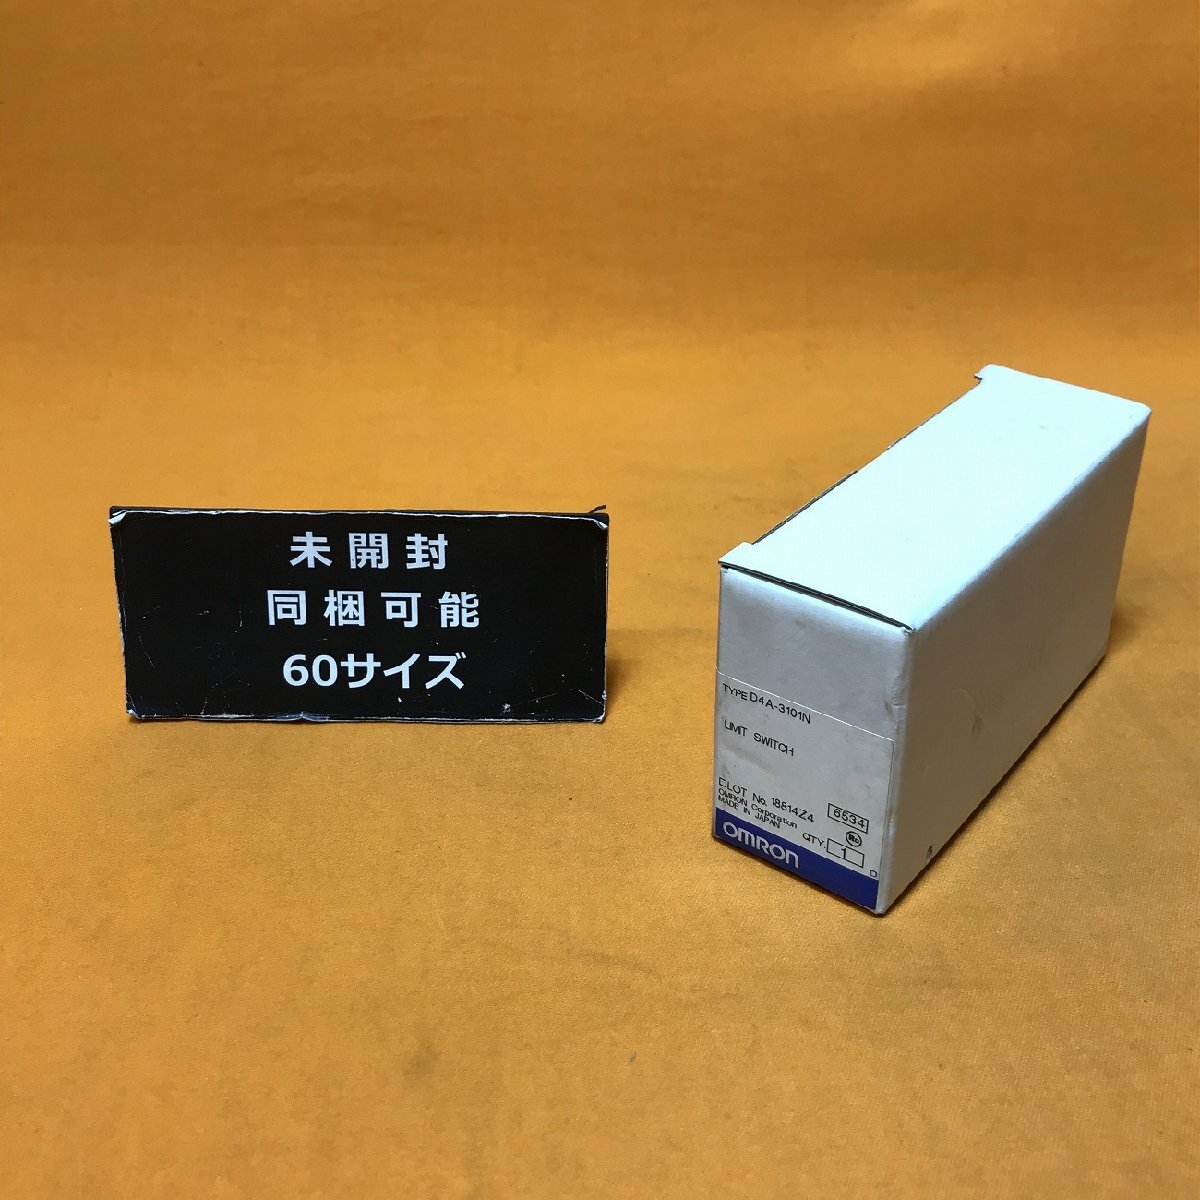 未開封
同梱可能
60サイズ
TYPE D4A-3101N
LIMIT SWITCH
LOT No. 18814Z4
6534
OMRON Corporation
MADE IN JAPAN
QTY. 1
OMRON